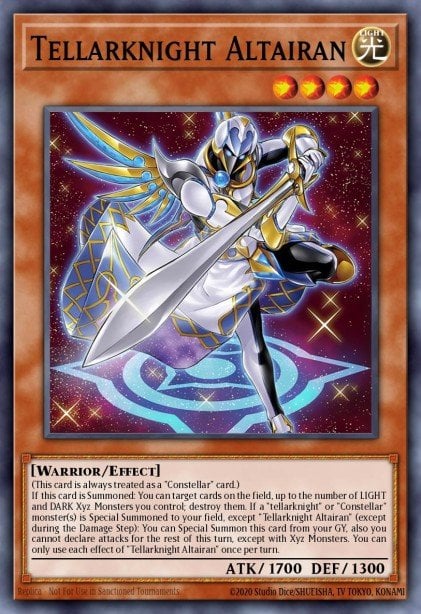 TELLARKNIGHT ALTAIRAN
LIGHT
光
[WARRIOR/EFFECT]
(This card is always treated as a "Constellar" card.)
If this card is Summoned: You can target cards on the field, up to the number of LIGHT
and DARK Xyz Monsters you control; destroy them. If a "tellarknight" or "Constellar"
monster(s) is Special Summoned to your field, except "Tellarknight Altairan" (except
during the Damage Step): You can Special Summon this card from your GY, also you
cannot declare attacks for the rest of this turn, except with Xyz Monsters. You can
only use each effect of "Tellarknight Altairan" once per turn.
ATK / 1700 DEF / 1300
Replica - Not For Use in Sanctioned Tournaments ©2020 Studio Dice/SHUEISHA, TV TOKYO, KONAMI